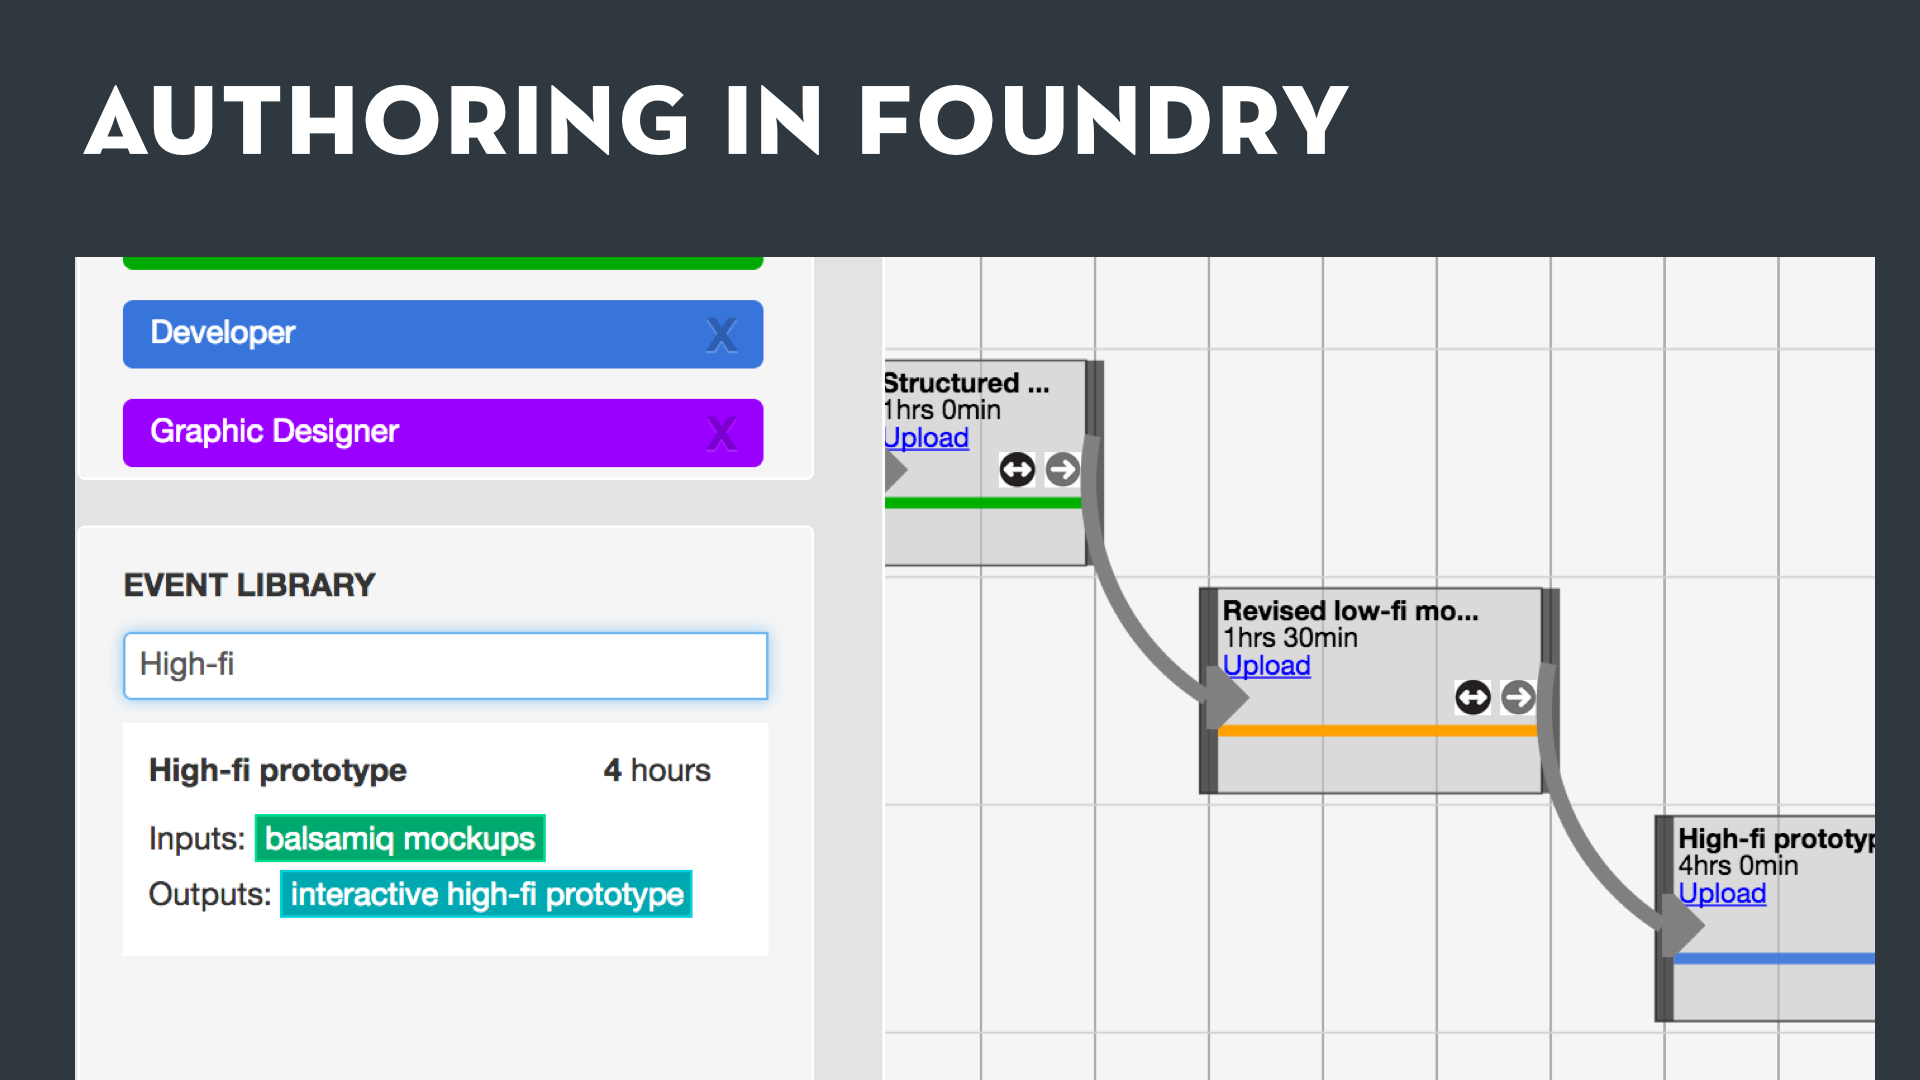 AUTHORING IN FOUNDRY
Developer X
Graphic Designer X
EVENT LIBRARY
High-fi
High-fi prototype 4 hours
Inputs: balsamiq mockups
Outputs: interactive high-fi prototype
Structured ...
1hrs 0min
Upload
Revised low-fi mo...
1hrs 30min
Upload
High-fi prototyp
4hrs 0min
Upload